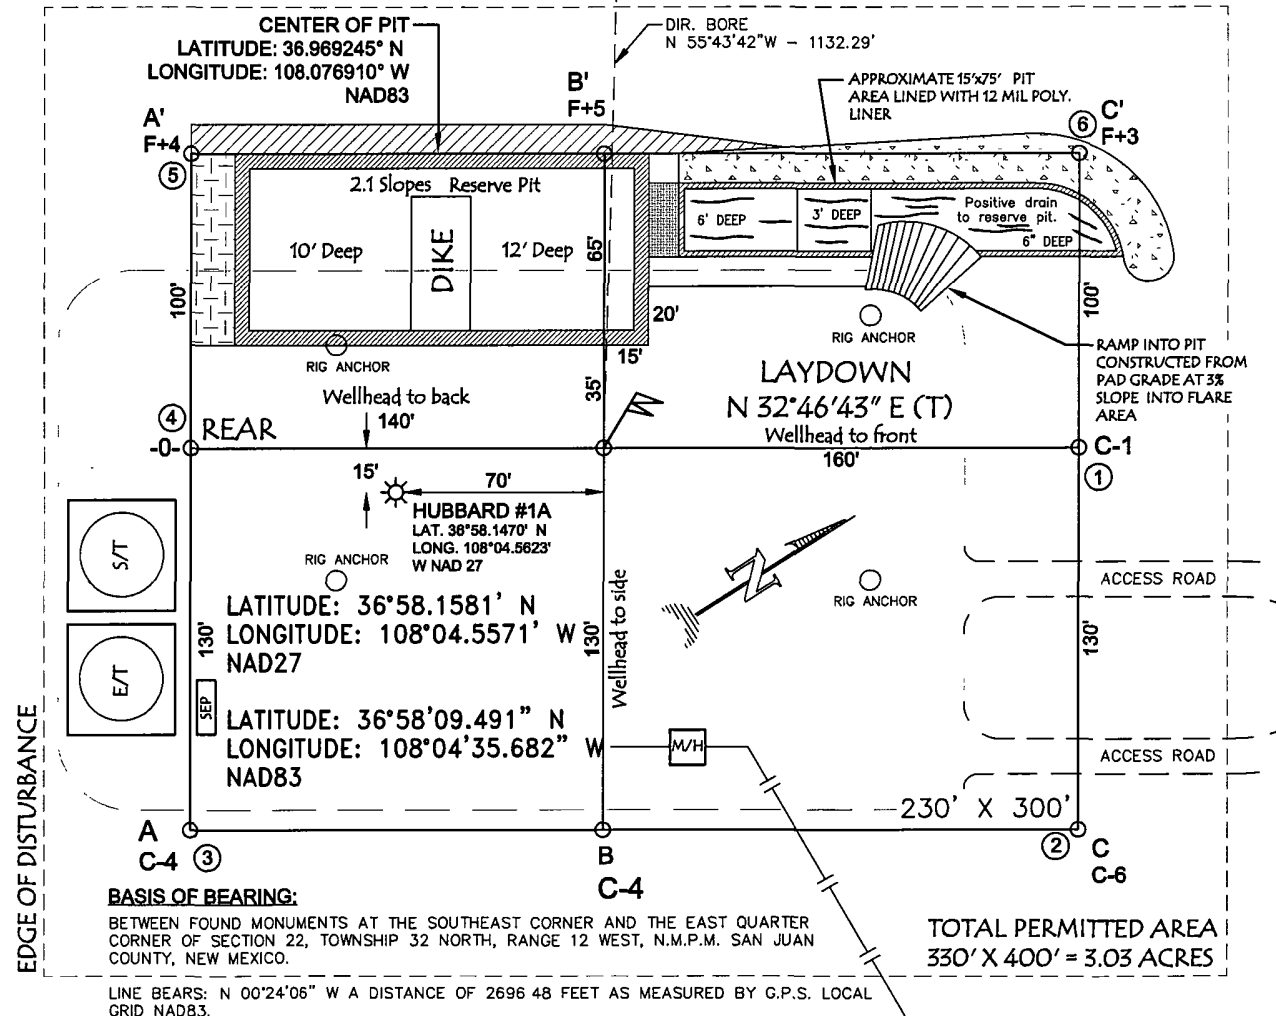 CENTER OF PIT
LATITUDE: 36.969245° N
LONGITUDE: 108.076910° W
NAD83
DIR. BORE
N 55°43'42"W - 1132.29'
APPROXIMATE 15'x75' PIT
AREA LINED WITH 12 MIL POLY.
LINER
A'
F+4
5
B'
F+5
6
C'
F+3
2.1 Slopes Reserve Pit
10' Deep
DIKE
12' Deep
65'
6' DEEP
3' DEEP
Positive drain
to reserve pit.
6" DEEP
100'
20'
15'
35'
100'
RIG ANCHOR
RIG ANCHOR
RAMP INTO PIT
CONSTRUCTED FROM
PAD GRADE AT 3%
SLOPE INTO FLARE
AREA
LAYDOWN
N 32°46'43" E (T)
Wellhead to front
160'
Wellhead to back
140'
4
-0-
REAR
C-1
1
15'
70'
HUBBARD #1A
LAT. 36°58.1470' N
LONG. 108°04.5623'
W NAD 27
S/T
RIG ANCHOR
N
RIG ANCHOR
ACCESS ROAD
LATITUDE: 36°58.1581' N
LONGITUDE: 108°04.5571' W
NAD27
130'
130'
Wellhead to side
130'
E/T
SEP
LATITUDE: 36°58'09.491" N
LONGITUDE: 108°04'35.682" W
NAD83
M/H
ACCESS ROAD
230' X 300'
EDGE OF DISTURBANCE
A
C-4
3
B
C-4
2
C
C-6
BASIS OF BEARING:
BETWEEN FOUND MONUMENTS AT THE SOUTHEAST CORNER AND THE EAST QUARTER
CORNER OF SECTION 22, TOWNSHIP 32 NORTH, RANGE 12 WEST, N.M.P.M. SAN JUAN
COUNTY, NEW MEXICO.
TOTAL PERMITTED AREA
330' X 400' = 3.03 ACRES
LINE BEARS: N 00°24'06" W A DISTANCE OF 2696 48 FEET AS MEASURED BY G.P.S. LOCAL
GRID NAD83.